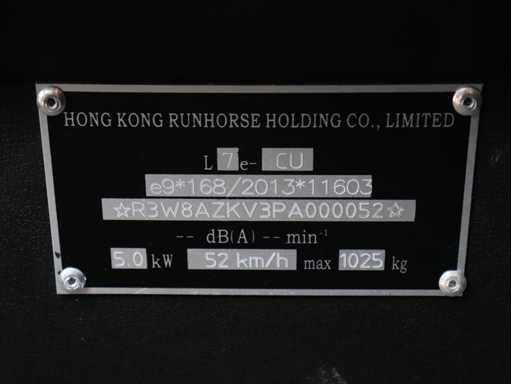 HONG KONG RUNHORSE HOLDING CO., LIMITED
L 7 e- CU
e9*168/2013*11603
☆R3W8AZKV3PA000052☆
-- dB(A) -- min⁻¹
5.0 kW 52 km/h max 1025 kg